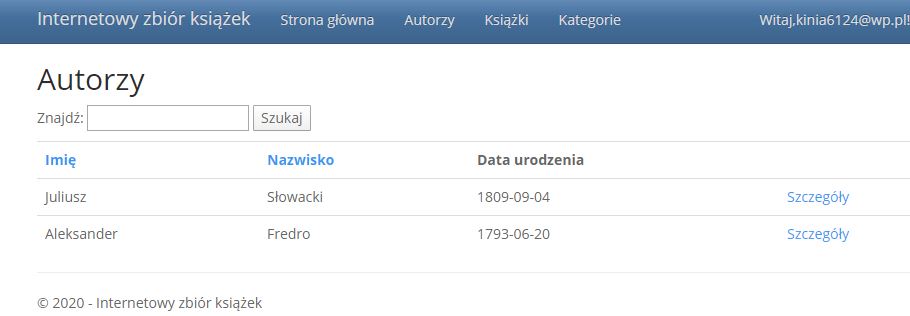 Internetowy zbiór książek Strona główna Autorzy Książki Kategorie Witaj,kinia6124@wp.pl!
Autorzy
Znajdź: Szukaj
Imię Nazwisko Data urodzenia
Juliusz Słowacki 1809-09-04 Szczegóły
Aleksander Fredro 1793-06-20 Szczegóły
© 2020 - Internetowy zbiór książek